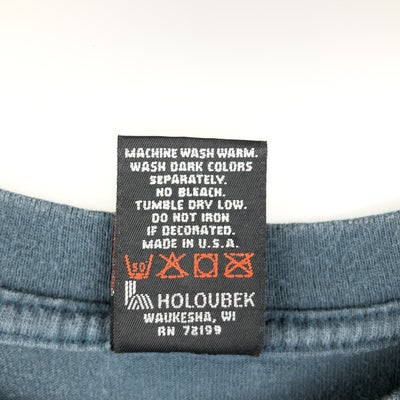 MACHINE WASH WARM.
WASH DARK COLORS
SEPARATELY.
NO BLEACH.
TUMBLE DRY LOW.
DO NOT IRON
IF DECORATED.
MADE IN U.S.A.
50
HOLOUBEK
WAUKESHA, WI
RN 72199